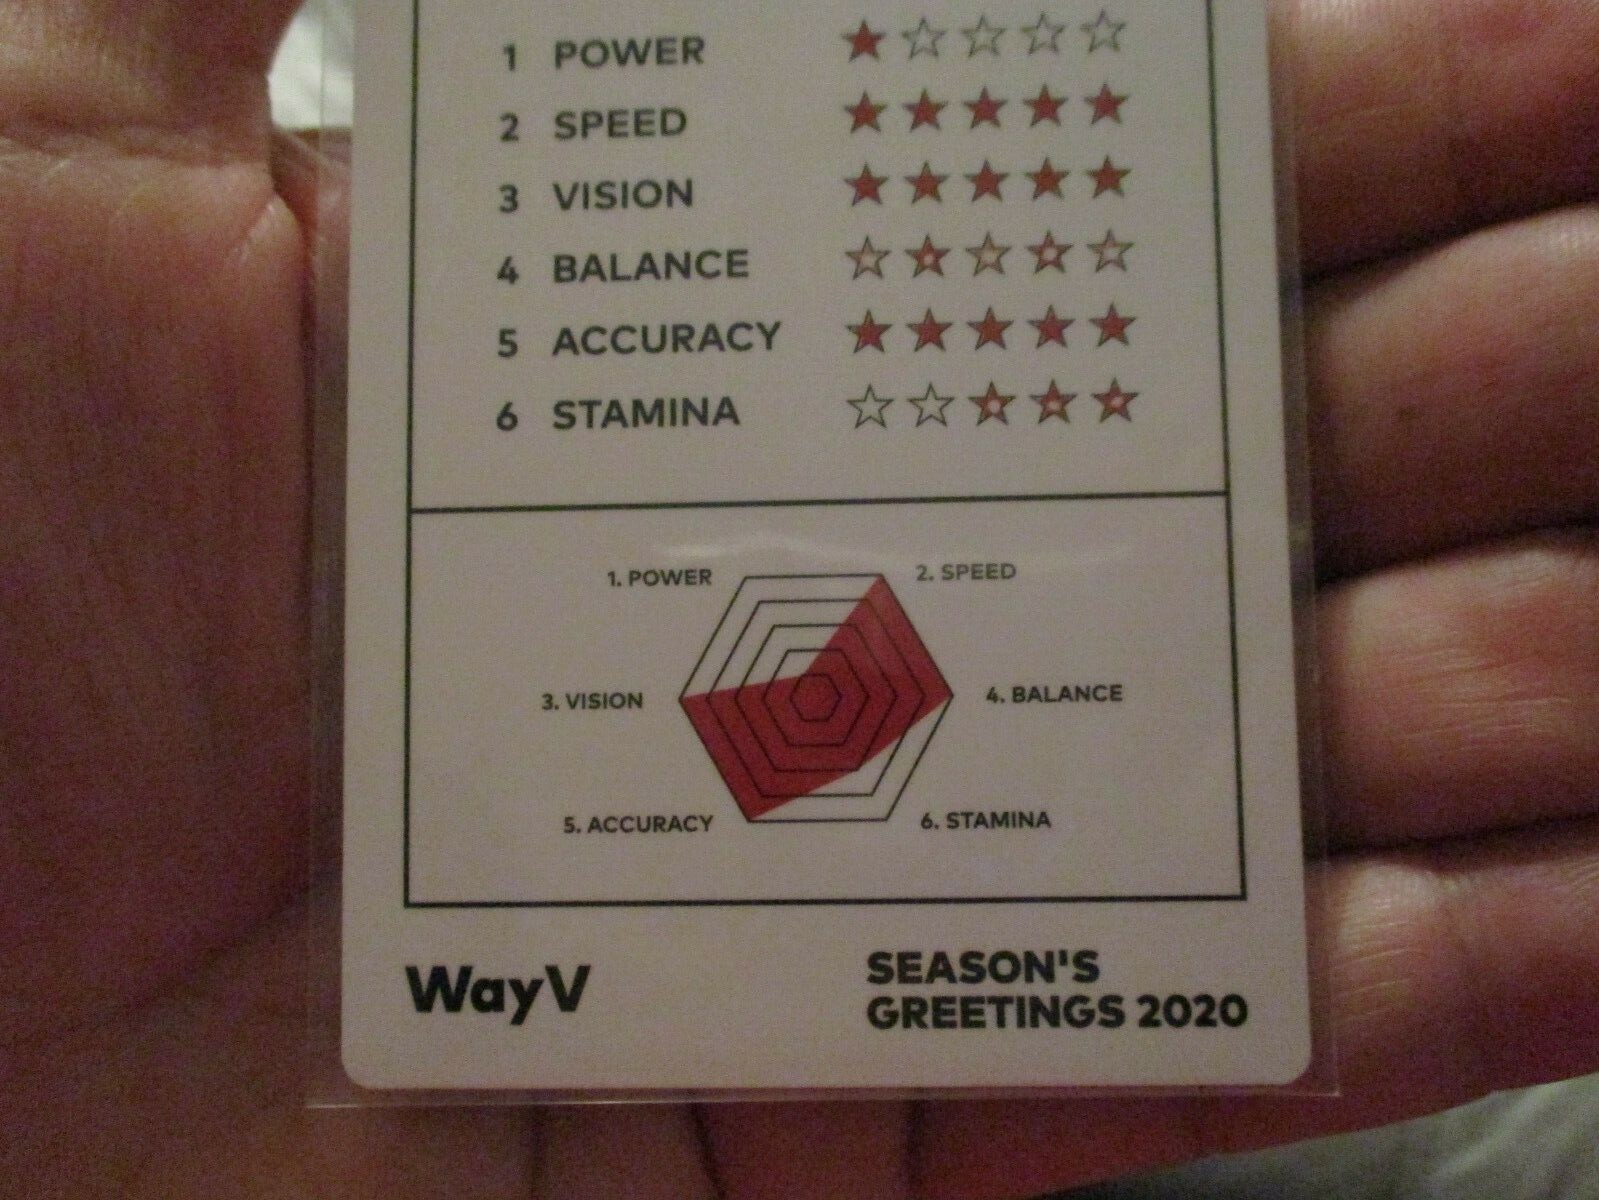 1 POWER
2 SPEED
3 VISION
4 BALANCE
5 ACCURACY
6 STAMINA
1. POWER
2. SPEED
3. VISION
4. BALANCE
5. ACCURACY
6. STAMINA
WayV
SEASON'S
GREETINGS 2020